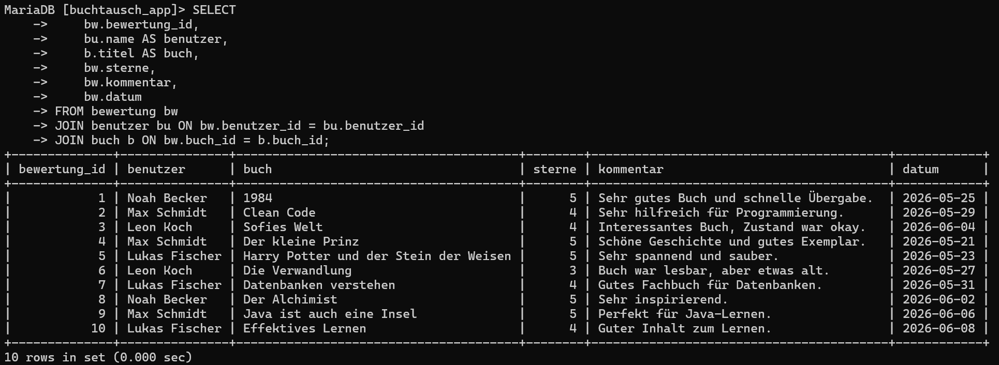 MariaDB [buchtausch_app]> SELECT
    ->     bw.bewertung_id,
    ->     bu.name AS benutzer,
    ->     b.titel AS buch,
    ->     bw.sterne,
    ->     bw.kommentar,
    ->     bw.datum
    -> FROM bewertung bw
    -> JOIN benutzer bu ON bw.benutzer_id = bu.benutzer_id
    -> JOIN buch b ON bw.buch_id = b.buch_id;
+--------------+---------------+---------------------------------------+--------+-----------------------------------------+------------+
| bewertung_id | benutzer      | buch                                  | sterne | kommentar                               | datum      |
+--------------+---------------+---------------------------------------+--------+-----------------------------------------+------------+
|            1 | Noah Becker   | 1984                                  |      5 | Sehr gutes Buch und schnelle Übergabe.  | 2026-05-25 |
|            2 | Max Schmidt   | Clean Code                            |      4 | Sehr hilfreich für Programmierung.      | 2026-05-29 |
|            3 | Leon Koch     | Sofies Welt                           |      4 | Interessantes Buch, Zustand war okay.   | 2026-06-04 |
|            4 | Max Schmidt   | Der kleine Prinz                      |      5 | Schöne Geschichte und gutes Exemplar.   | 2026-05-21 |
|            5 | Lukas Fischer | Harry Potter und der Stein der Weisen |      5 | Sehr spannend und sauber.               | 2026-05-23 |
|            6 | Leon Koch     | Die Verwandlung                       |      3 | Buch war lesbar, aber etwas alt.        | 2026-05-27 |
|            7 | Lukas Fischer | Datenbanken verstehen                 |      4 | Gutes Fachbuch für Datenbanken.         | 2026-05-31 |
|            8 | Noah Becker   | Der Alchimist                         |      5 | Sehr inspirierend.                      | 2026-06-02 |
|            9 | Max Schmidt   | Java ist auch eine Insel              |      5 | Perfekt für Java-Lernen.                | 2026-06-06 |
|           10 | Lukas Fischer | Effektives Lernen                     |      4 | Guter Inhalt zum Lernen.                | 2026-06-08 |
+--------------+---------------+---------------------------------------+--------+-----------------------------------------+------------+
10 rows in set (0.000 sec)